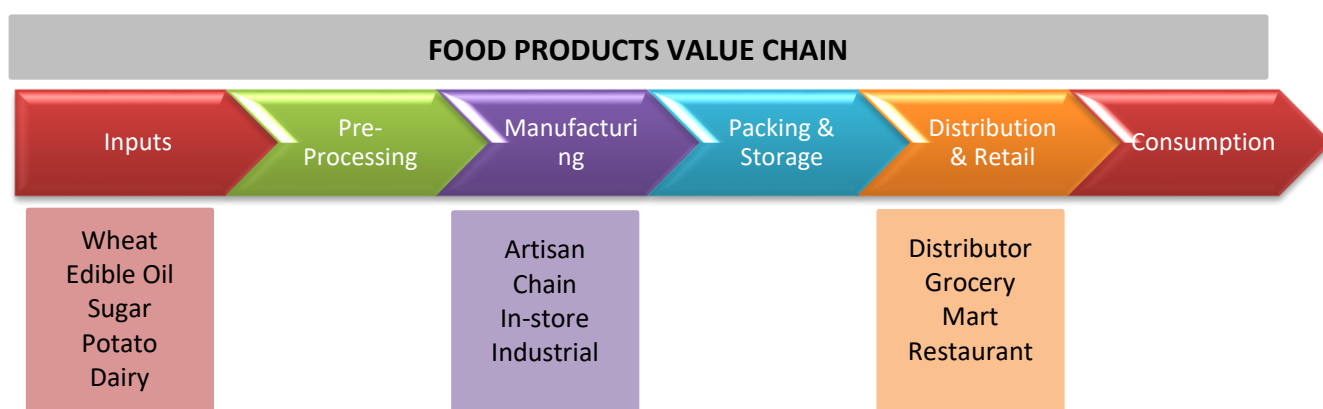 FOOD PRODUCTS VALUE CHAIN
Inputs
Pre-
Processing
Manufacturi
ng
Packing &
Storage
Distribution
& Retail
Consumption
Wheat
Edible Oil
Sugar
Potato
Dairy
Artisan
Chain
In-store
Industrial
Distributor
Grocery
Mart
Restaurant